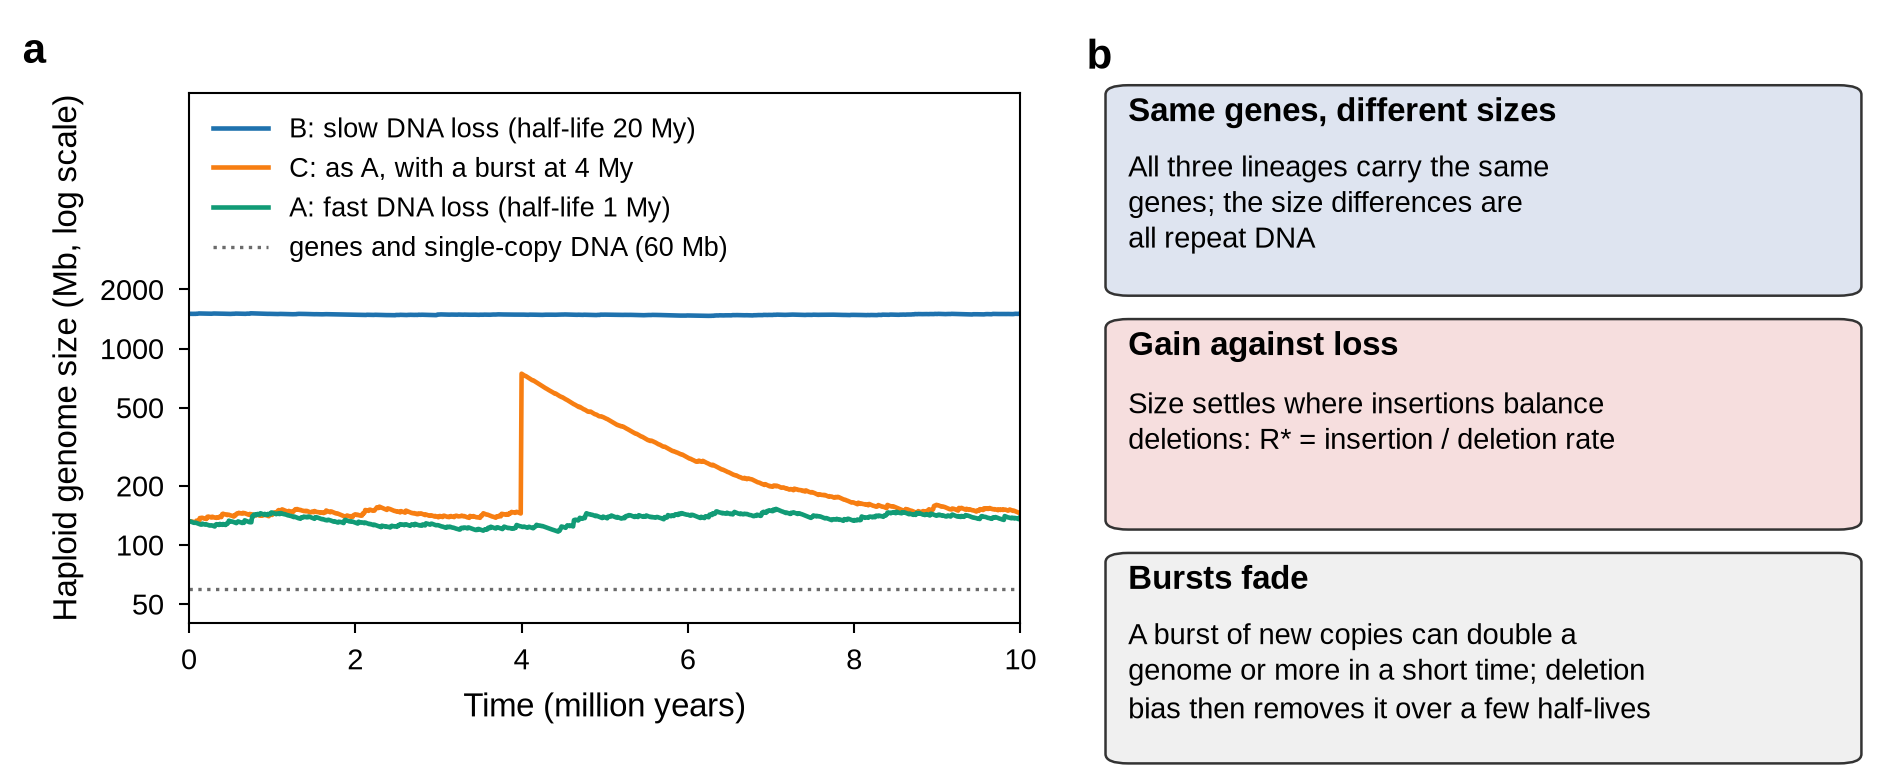 a
Haploid genome size (Mb, log scale)
B: slow DNA loss (half-life 20 My)
C: as A, with a burst at 4 My
A: fast DNA loss (half-life 1 My)
genes and single-copy DNA (60 Mb)
2000
1000
500
200
100
50
0 2 4 6 8 10
Time (million years)
b
Same genes, different sizes
All three lineages carry the same
genes; the size differences are
all repeat DNA
Gain against loss
Size settles where insertions balance
deletions: R* = insertion / deletion rate
Bursts fade
A burst of new copies can double a
genome or more in a short time; deletion
bias then removes it over a few half-lives